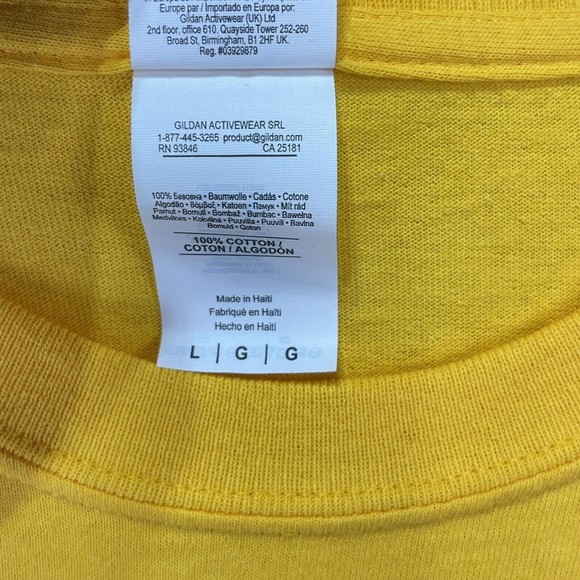 Europe par / Importado en Europa por:
Gildan Activewear (UK) Ltd
2nd floor, office 610. Quayside Tower 252-260
Broad St, Birmingham, B1 2HF UK.
Reg. #03929879
GILDAN ACTIVEWEAR SRL
1-877-445-3265 product@gildan.com
RN 93846 CA 25181
100% Бавовна • Baumwolle • Cadás • Cotone
Algodão • Βόμβαξ • Katoen • Памук • Mít rád
Pamut • Bomull • Bombaž • Bumbac • Bawełna
Medvilnės • Kokvilna • Puuvilla • Puuvill • Bavlna
Bomuld • Qoton
100% COTTON /
COTON / ALGODÓN
Made in Haiti
Fabriqué en Haïti
Hecho en Haiti
L | G | G